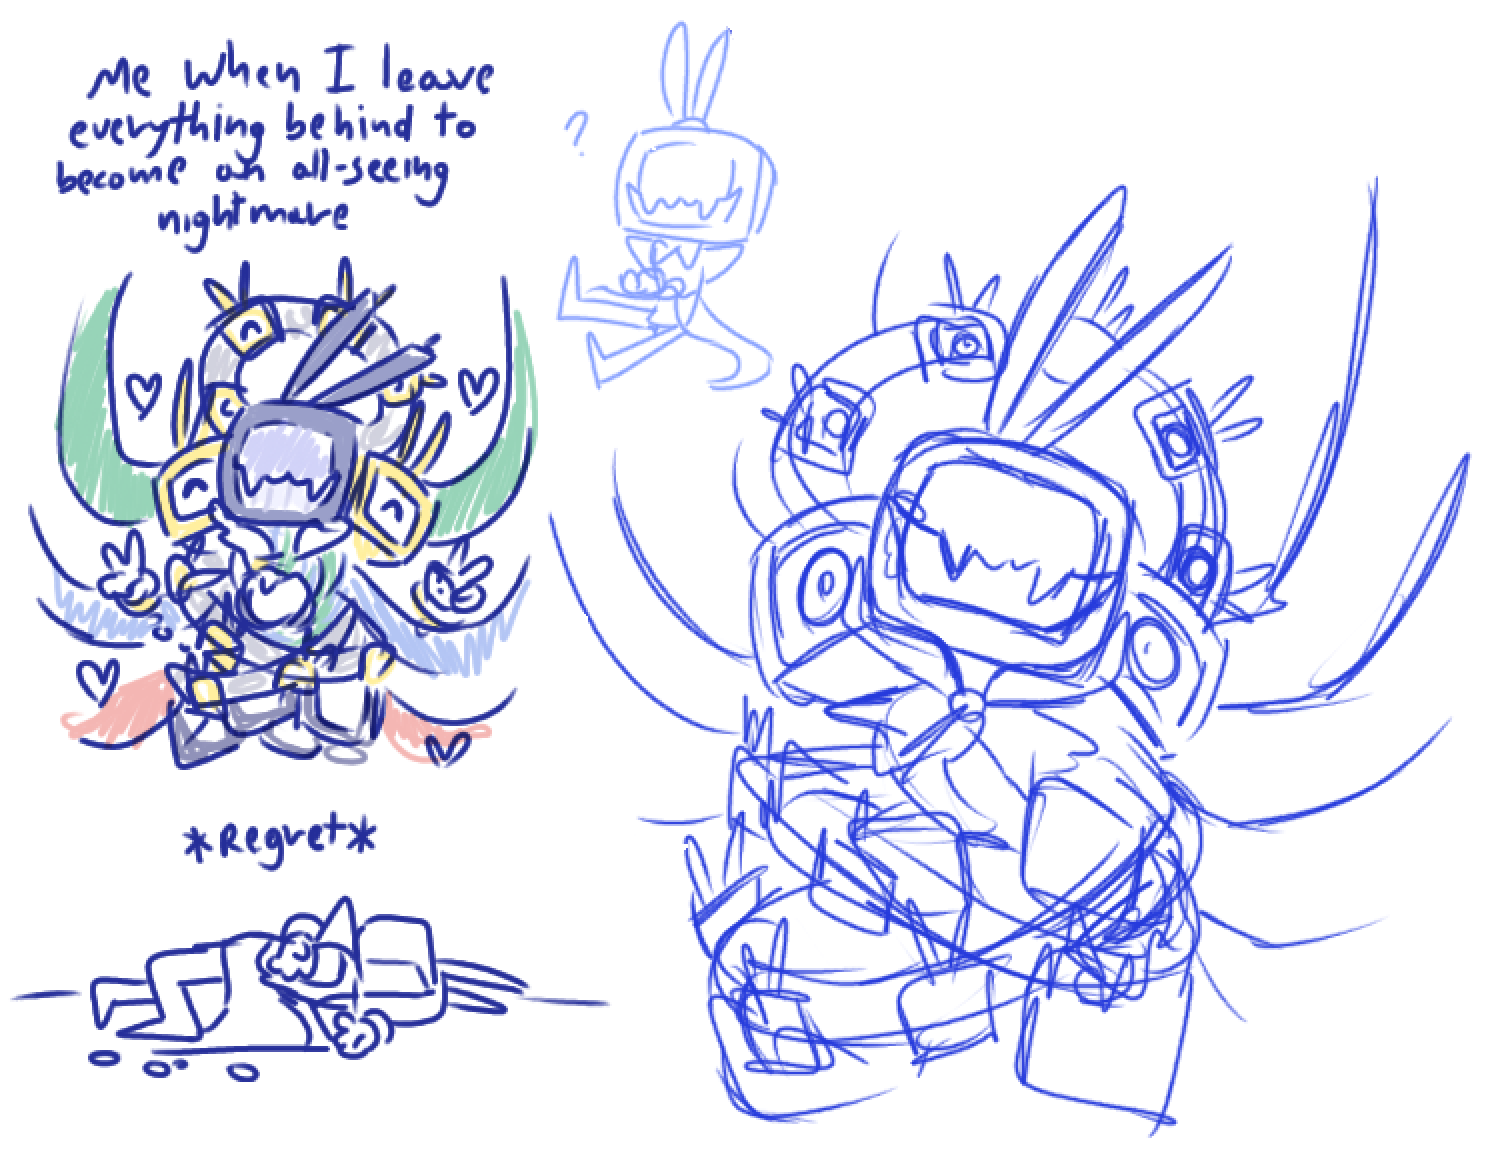 Me when I leave
everything behind to
become an all-seeing
nightmare
?
*Regret*